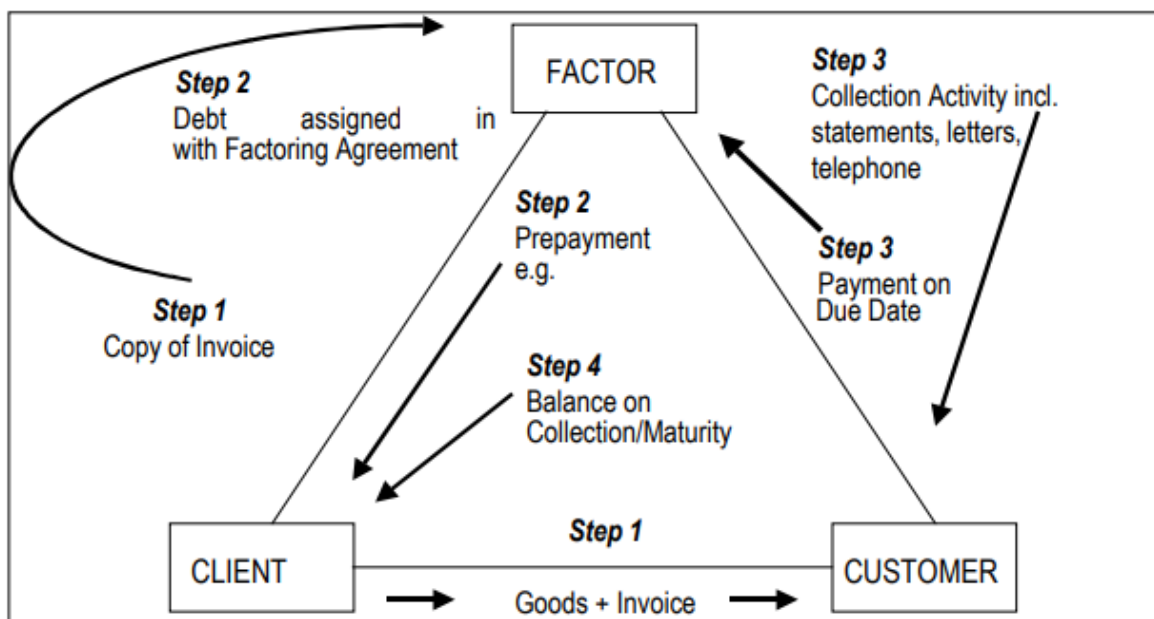 FACTOR
Step 2
Debt assigned in
with Factoring Agreement
Step 3
Collection Activity incl.
statements, letters,
telephone
Step 2
Prepayment
e.g.
Step 3
Payment on
Due Date
Step 1
Copy of Invoice
Step 4
Balance on
Collection/Maturity
Step 1
CLIENT
CUSTOMER
Goods + Invoice